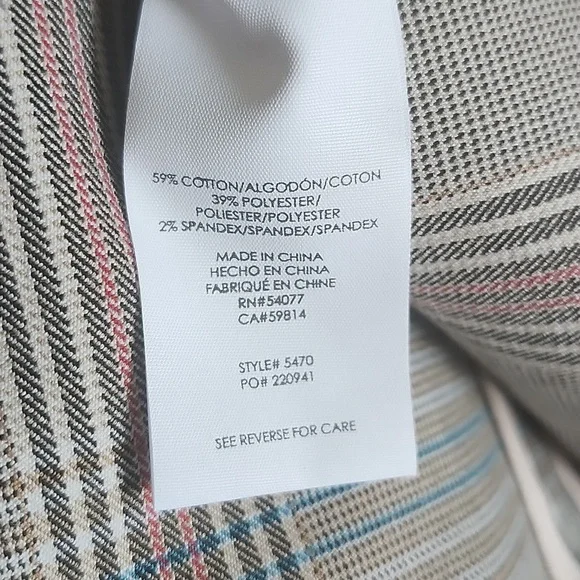 59% COTTON/ALGODÓN/COTON
39% POLYESTER/
POLIESTER/POLYESTER
2% SPANDEX/SPANDEX/SPANDEX
MADE IN CHINA
HECHO EN CHINA
FABRIQUÉ EN CHINE
RN#54077
CA#59814
STYLE# 5470
PO# 220941
SEE REVERSE FOR CARE